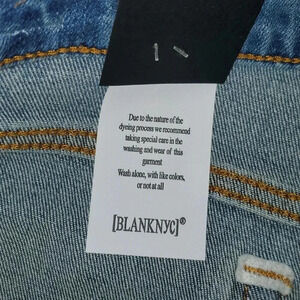 Due to the nature of the
dyeing process we recommend
taking special care in the
washing and wear of this
garment
Wash alone, with like colors,
or not at all
[BLANKNYC]®